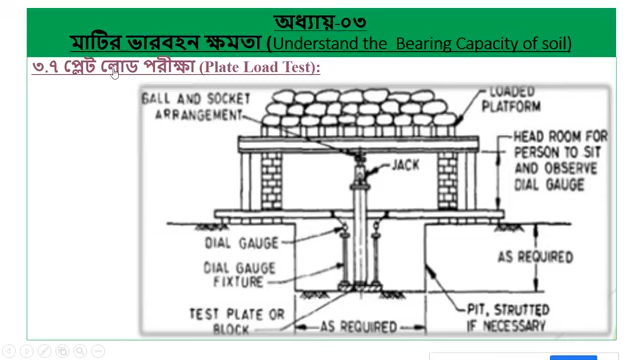 অধ্যায়-০৩
মাটির ভারবহন ক্ষমতা (Understand the Bearing Capacity of soil)
৩.৭ প্লেট লোড পরীক্ষা (Plate Load Test):
BALL AND SOCKET
ARRANGEMENT
LOADED
PLATFORM
HEAD ROOM FOR
PERSON TO SIT
AND OBSERVE
DIAL GAUGE
JACK
DIAL GAUGE
DIAL GAUGE
FIXTURE
AS REQUIRED
TEST PLATE OR
BLOCK
AS REQUIRED
PIT, STRUTTED
IF NECESSARY